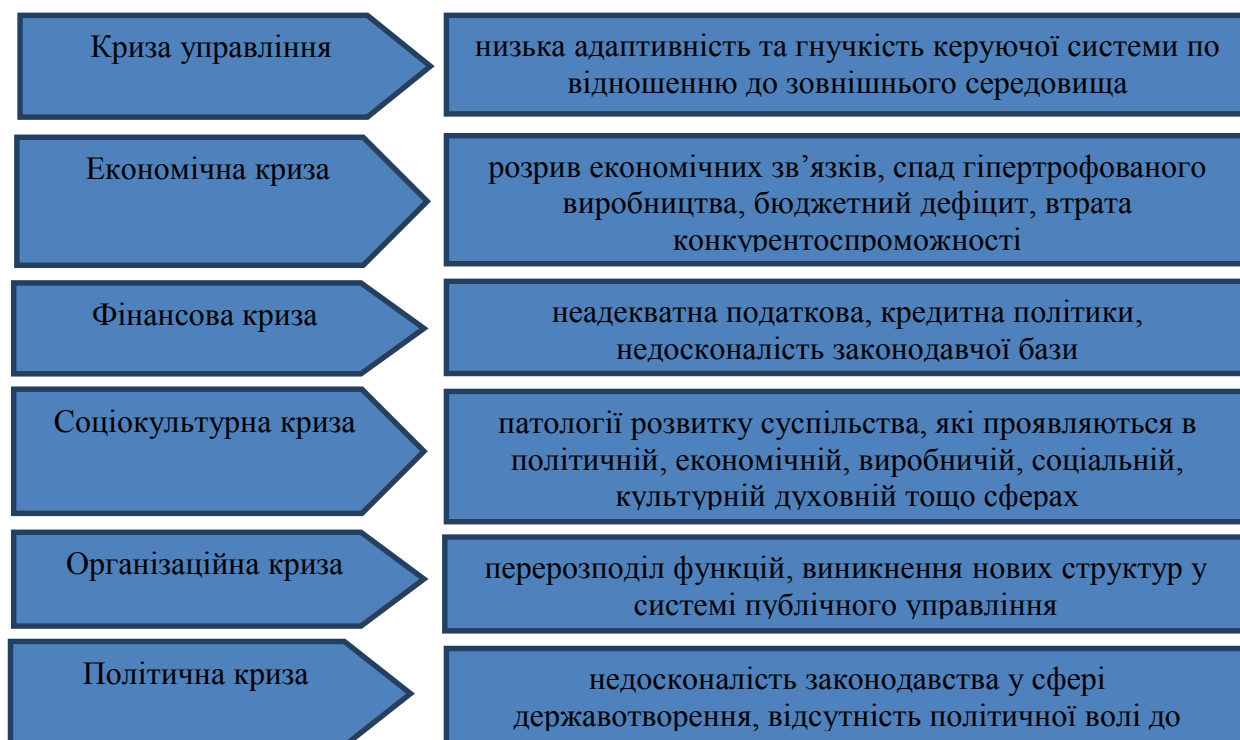 Криза управління
низька адаптивність та гнучкість керуючої системи по
відношенню до зовнішнього середовища
Економічна криза
розрив економічних зв’язків, спад гіпертрофованого
виробництва, бюджетний дефіцит, втрата
конкурентоспроможності
Фінансова криза
неадекватна податкова, кредитна політики,
недосконалість законодавчої бази
Соціокультурна криза
патології розвитку суспільства, які проявляються в
політичній, економічній, виробничій, соціальній,
культурній духовній тощо сферах
Організаційна криза
перерозподіл функцій, виникнення нових структур у
системі публічного управління
Політична криза
недосконалість законодавства у сфері
державотворення, відсутність політичної волі до